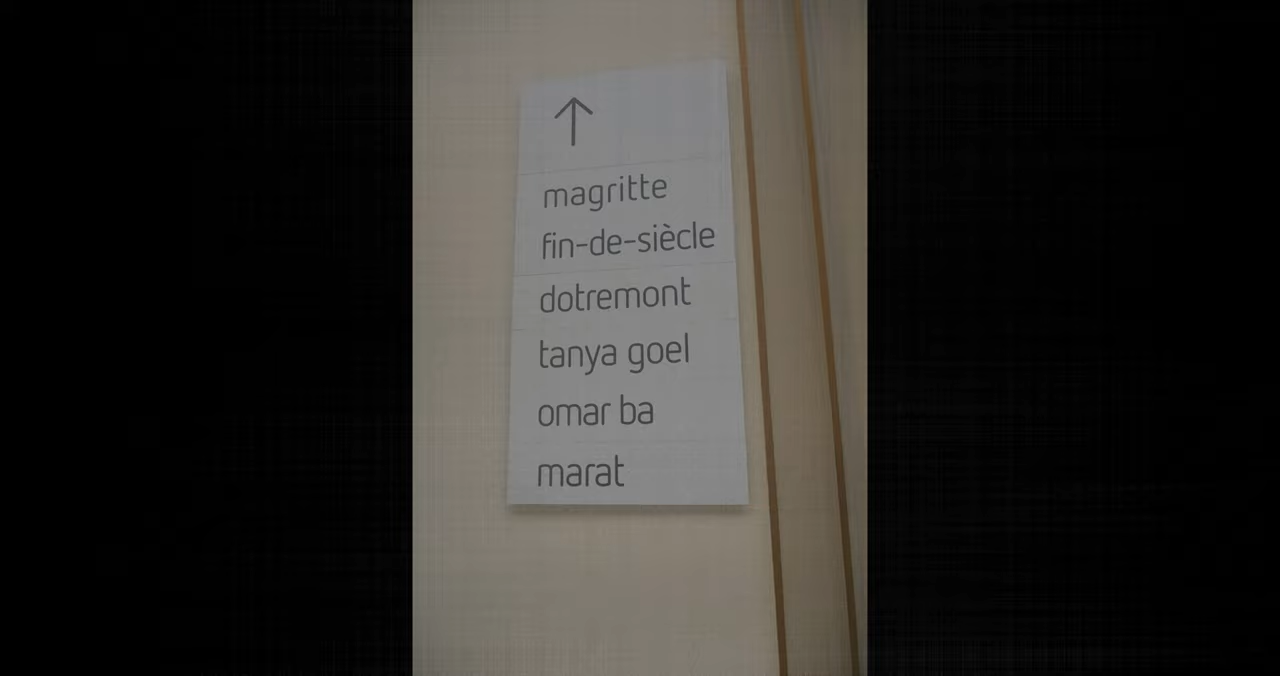 magritte
fin-de-siècle
dotremont
tanya goel
omar ba
marat